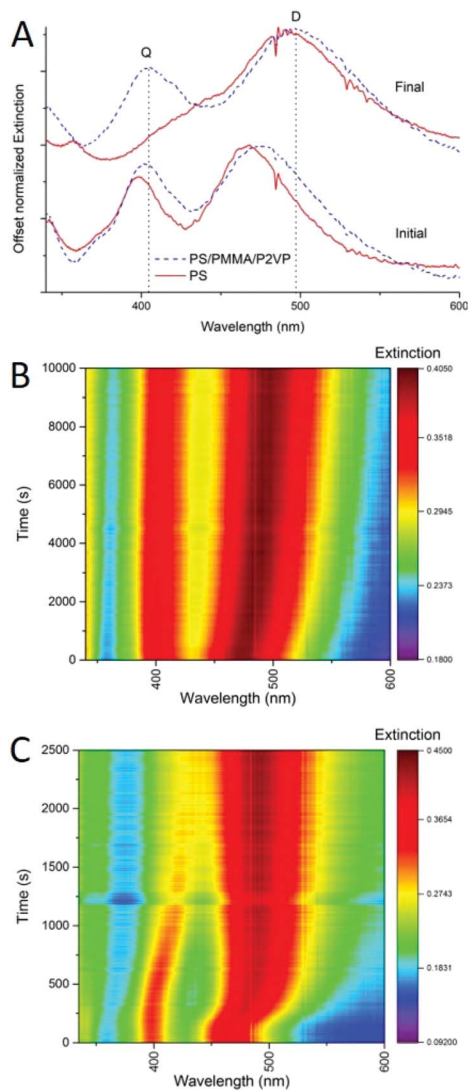 A
Q
D
Final
Initial
Offset normalized Extinction
PS/PMMA/P2VP
PS
400
500
600
Wavelength (nm)
B
Extinction
10000
8000
6000
4000
2000
0
Time (s)
0.4050
0.3518
0.2945
0.2373
0.1800
400
500
600
Wavelength (nm)
C
Extinction
2500
2000
1500
1000
500
0
Time (s)
0.4500
0.3654
0.2743
0.1831
0.09200
400
500
600
Wavelength (nm)